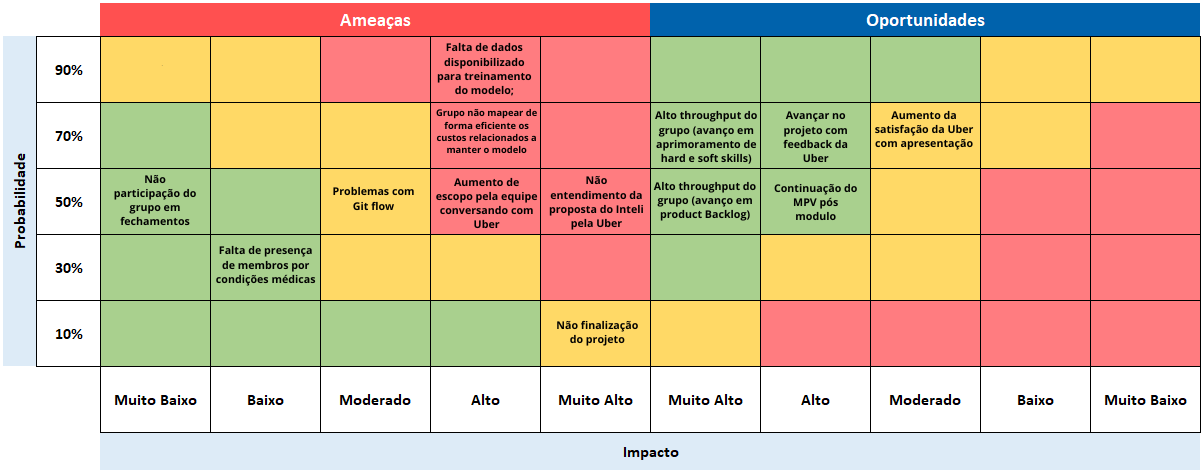 Ameaças
Oportunidades
Probabilidade
90%
Falta de dados
disponibilizado
para treinamento
do modelo;
70%
Grupo não mapear de
forma eficiente os
custos relacionados a
manter o modelo
Alto throughput do
grupo (avanço em
aprimoramento de
hard e soft skills)
Avançar no
projeto com
feedback da
Uber
Aumento da
satisfação da Uber
com apresentação
50%
Não
participação do
grupo em
fechamentos
Problemas com
Git flow
Aumento de
escopo pela equipe
conversando com
Uber
Não
entendimento da
proposta do Inteli
pela Uber
Alto throughput do
grupo (avanço em
product Backlog)
Continuação do
MPV pós
modulo
30%
Falta de presença
de membros por
condições médicas
10%
Não finalização
do projeto
Muito Baixo
Baixo
Moderado
Alto
Muito Alto
Muito Alto
Alto
Moderado
Baixo
Muito Baixo
Impacto